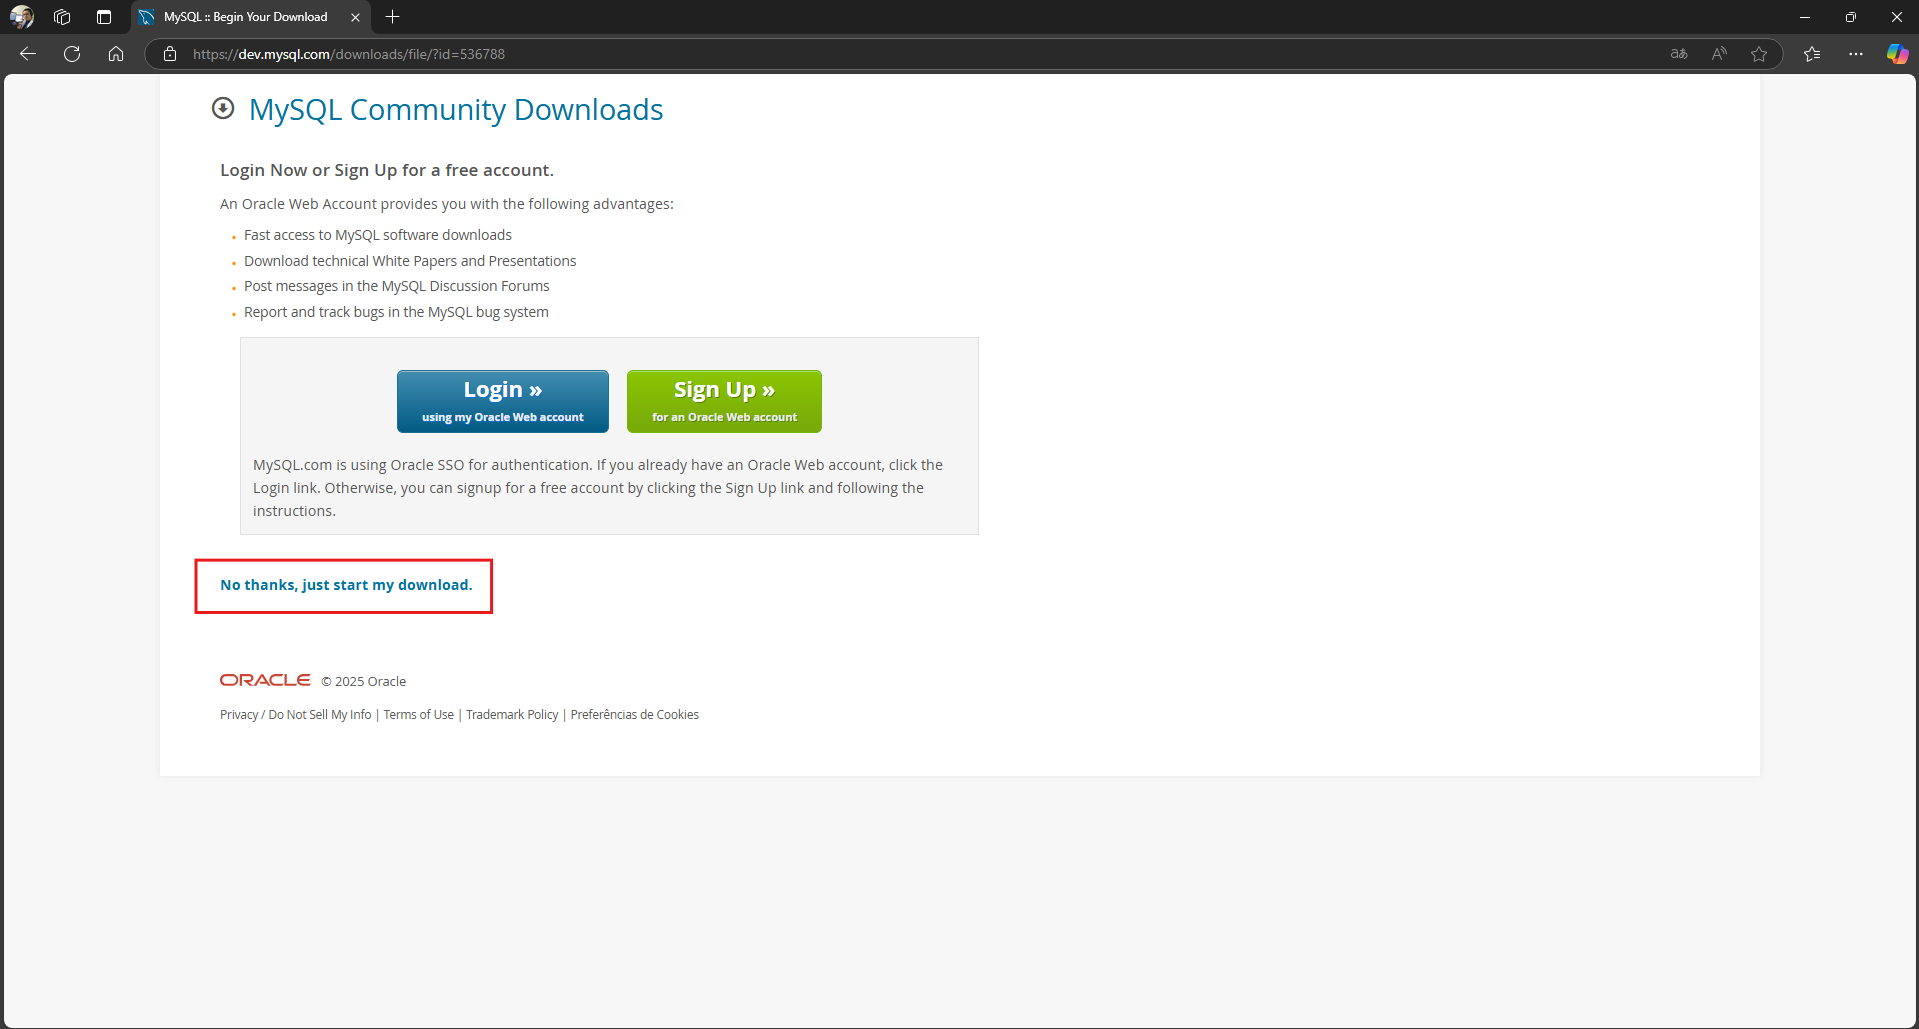 MySQL :: Begin Your Download
https://dev.mysql.com/downloads/file/?id=536788
MySQL Community Downloads
Login Now or Sign Up for a free account.
An Oracle Web Account provides you with the following advantages:
Fast access to MySQL software downloads
Download technical White Papers and Presentations
Post messages in the MySQL Discussion Forums
Report and track bugs in the MySQL bug system
Login » Sign Up »
using my Oracle Web account for an Oracle Web account
MySQL.com is using Oracle SSO for authentication. If you already have an Oracle Web account, click the
Login link. Otherwise, you can signup for a free account by clicking the Sign Up link and following the
instructions.
No thanks, just start my download.
ORACLE © 2025 Oracle
Privacy / Do Not Sell My Info | Terms of Use | Trademark Policy | Preferências de Cookies